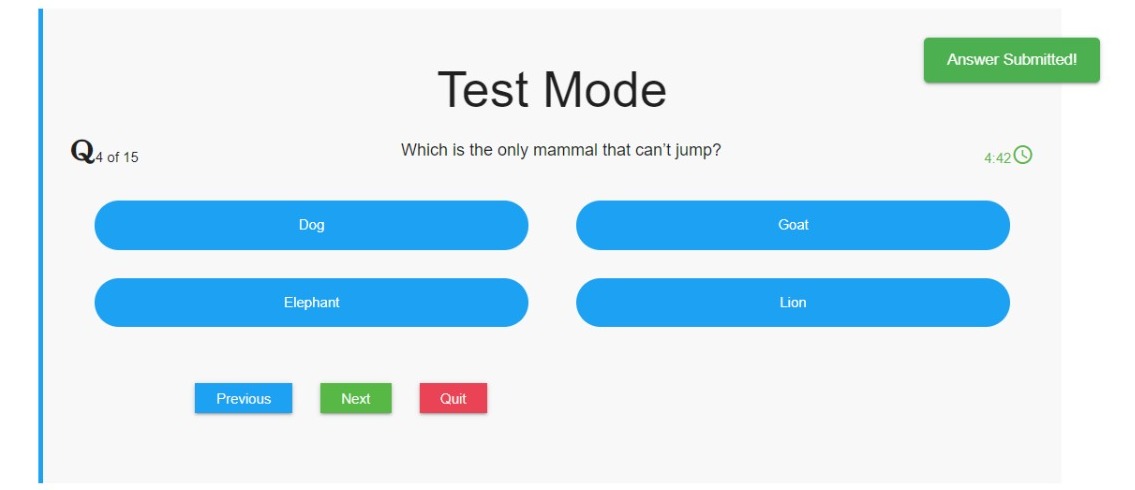 Answer Submitted!
Test Mode
Q4 of 15
Which is the only mammal that can't jump?
4:42
Dog
Goat
Elephant
Lion
Previous
Next
Quit